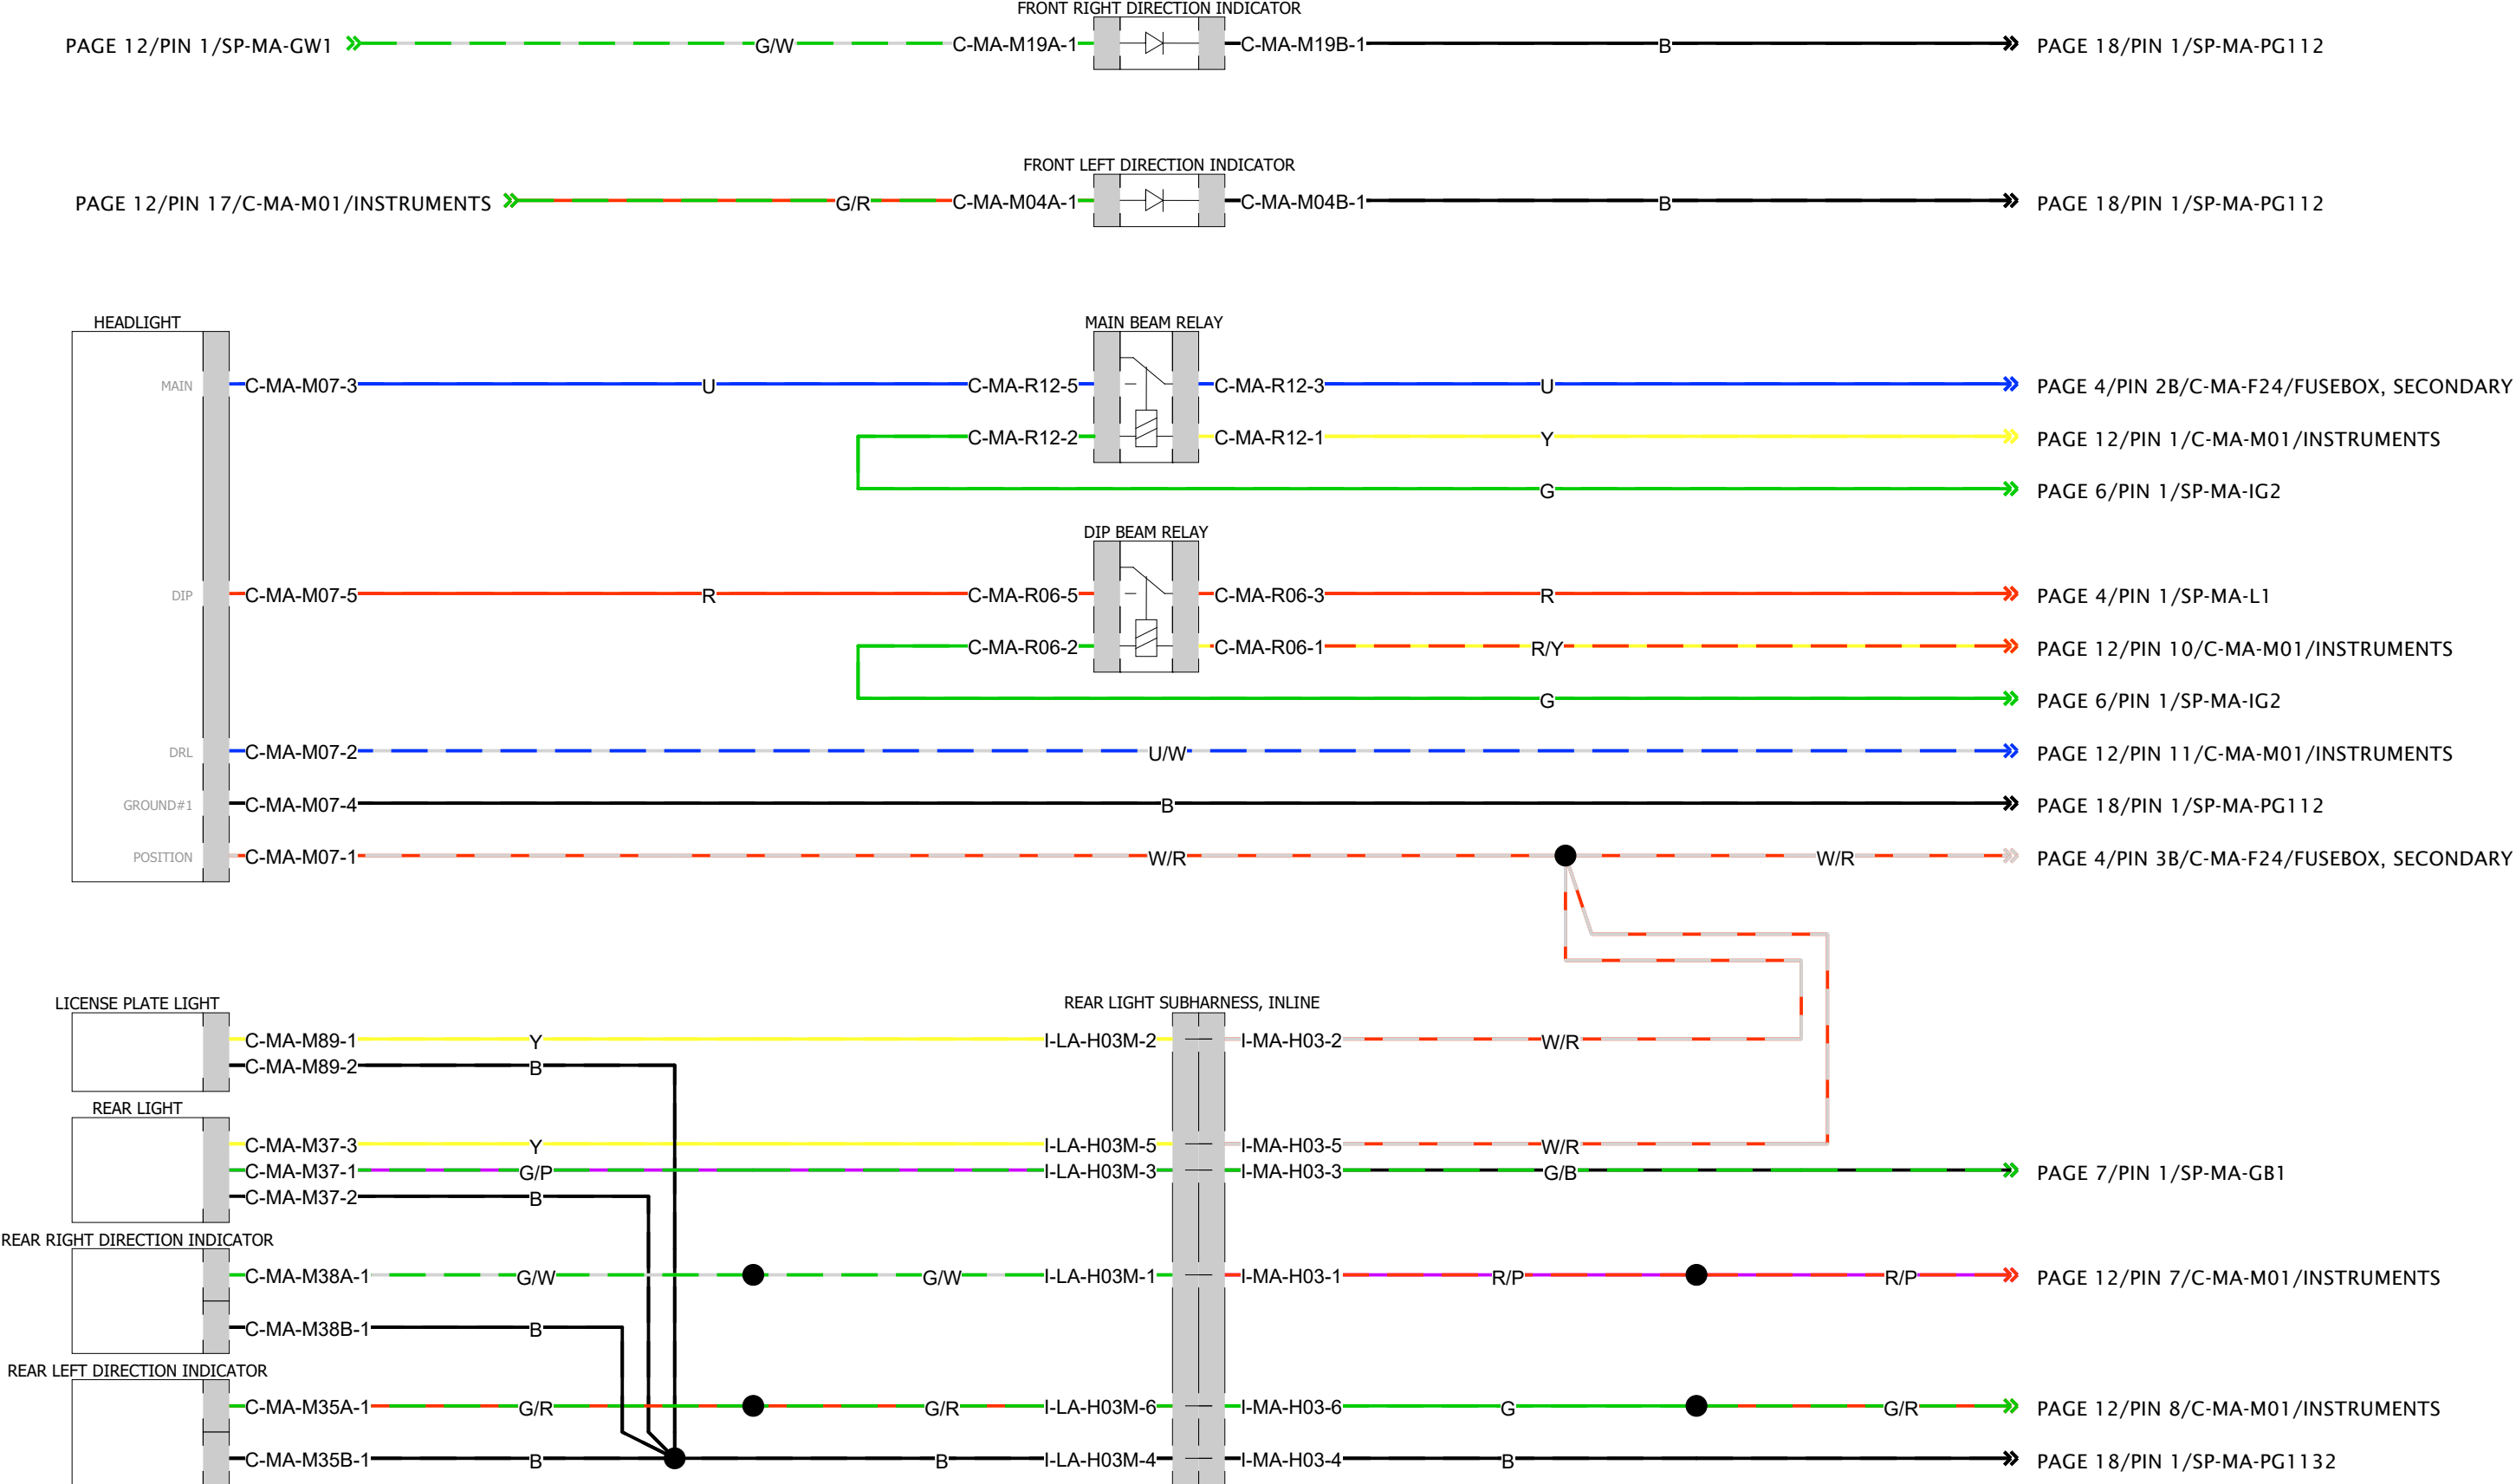 FRONT RIGHT DIRECTION INDICATOR
PAGE 12/PIN 1/SP-MA-GW1 G/W C-MA-M19A-1 C-MA-M19B-1 B PAGE 18/PIN 1/SP-MA-PG112
FRONT LEFT DIRECTION INDICATOR
PAGE 12/PIN 17/C-MA-M01/INSTRUMENTS G/R C-MA-M04A-1 C-MA-M04B-1 B PAGE 18/PIN 1/SP-MA-PG112
HEADLIGHT MAIN BEAM RELAY
MAIN C-MA-M07-3 U C-MA-R12-5 C-MA-R12-3 U PAGE 4/PIN 2B/C-MA-F24/FUSEBOX, SECONDARY
C-MA-R12-2 C-MA-R12-1 Y PAGE 12/PIN 1/C-MA-M01/INSTRUMENTS
G PAGE 6/PIN 1/SP-MA-IG2
DIP BEAM RELAY
DIP C-MA-M07-5 R C-MA-R06-5 C-MA-R06-3 R PAGE 4/PIN 1/SP-MA-L1
C-MA-R06-2 C-MA-R06-1 R/Y PAGE 12/PIN 10/C-MA-M01/INSTRUMENTS
G PAGE 6/PIN 1/SP-MA-IG2
DRL C-MA-M07-2 U/W PAGE 12/PIN 11/C-MA-M01/INSTRUMENTS
GROUND#1 C-MA-M07-4 B PAGE 18/PIN 1/SP-MA-PG112
POSITION C-MA-M07-1 W/R W/R PAGE 4/PIN 3B/C-MA-F24/FUSEBOX, SECONDARY
LICENSE PLATE LIGHT REAR LIGHT SUBHARNESS, INLINE
C-MA-M89-1 Y I-LA-H03M-2 I-MA-H03-2 W/R
C-MA-M89-2 B
REAR LIGHT
C-MA-M37-3 Y I-LA-H03M-5 I-MA-H03-5 W/R
C-MA-M37-1 G/P I-LA-H03M-3 I-MA-H03-3 G/B PAGE 7/PIN 1/SP-MA-GB1
C-MA-M37-2 B
REAR RIGHT DIRECTION INDICATOR
C-MA-M38A-1 G/W G/W I-LA-H03M-1 I-MA-H03-1 R/P R/P PAGE 12/PIN 7/C-MA-M01/INSTRUMENTS
C-MA-M38B-1 B
REAR LEFT DIRECTION INDICATOR
C-MA-M35A-1 G/R G/R I-LA-H03M-6 I-MA-H03-6 G G/R PAGE 12/PIN 8/C-MA-M01/INSTRUMENTS
C-MA-M35B-1 B B I-LA-H03M-4 I-MA-H03-4 B PAGE 18/PIN 1/SP-MA-PG1132